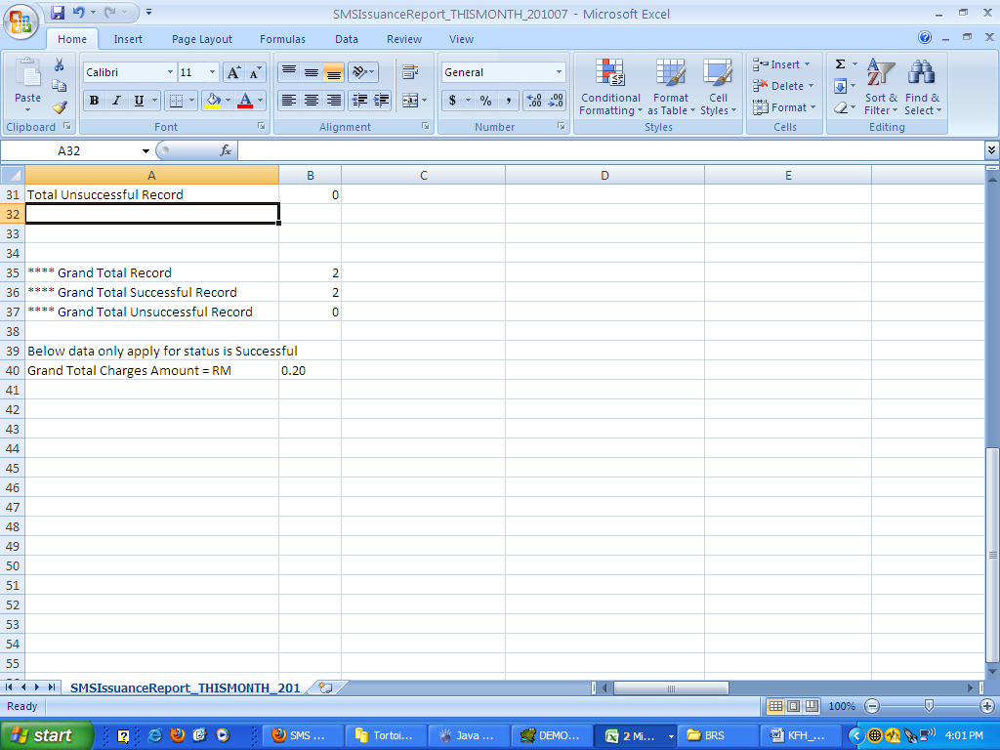 SMSIssuanceReport_THISMONTH_201007 - Microsoft Excel
Home Insert Page Layout Formulas Data Review View
Calibri 11 General
Paste
B I U $ % ,
Conditional Formatting Format as Table Cell Styles
Insert
Delete
Format
Sort & Filter Find & Select
Clipboard Font Alignment Number Styles Cells Editing
A32 fx
A B C D E
31 Total Unsuccessful Record 0
32
33
34
35 **** Grand Total Record 2
36 **** Grand Total Successful Record 2
37 **** Grand Total Unsuccessful Record 0
38
39 Below data only apply for status is Successful
40 Grand Total Charges Amount = RM 0.20
41
42
43
44
45
46
47
48
49
50
51
52
53
54
55
SMSIssuanceReport_THISMONTH_201
Ready 100%
start SMS ... Tortoi... Java ... DEMO... 2 Mi... BRS KFH_... 4:01 PM